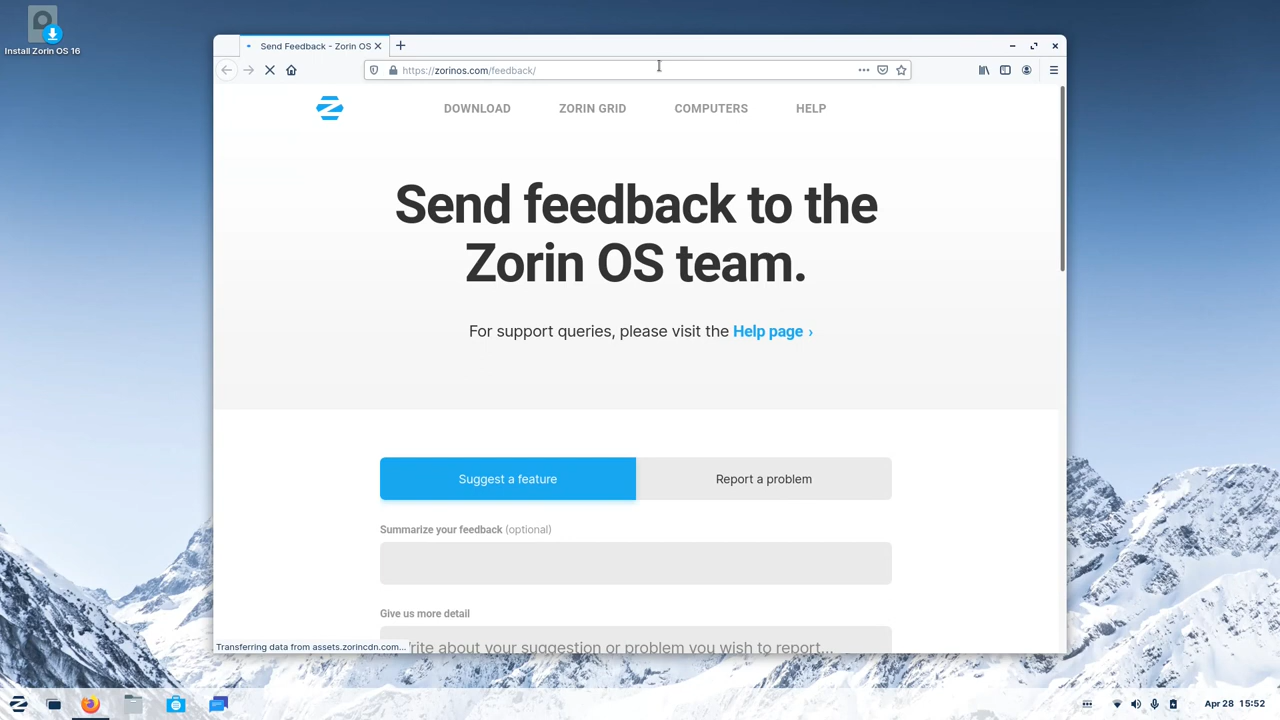 Install Zorin OS 16
Send Feedback - Zorin OS
https://zorinos.com/feedback/
DOWNLOAD
ZORIN GRID
COMPUTERS
HELP
Send feedback to the
Zorin OS team.
For support queries, please visit the Help page ›
Suggest a feature
Report a problem
Summarize your feedback (optional)
Give us more detail
rite about your suggestion or problem you wish to report...
Transferring data from assets.zorincdn.com...
Apr 28 15:52